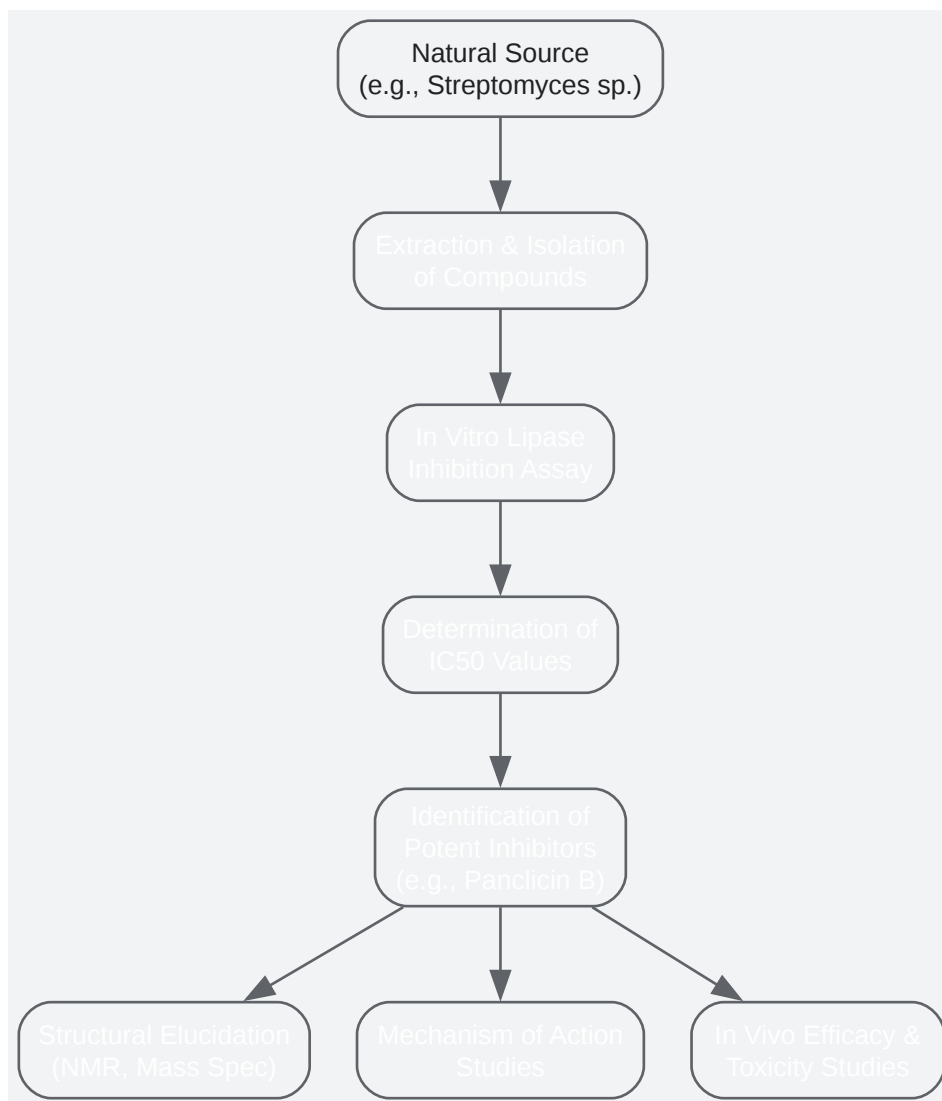 Natural Source
(e.g., Streptomyces sp.)
Extraction & Isolation
of Compounds
In Vitro Lipase
Inhibition Assay
Determination of
IC50 Values
Identification of
Potent Inhibitors
(e.g., Panclicin B)
Structural Elucidation
(NMR, Mass Spec)
Mechanism of Action
Studies
In Vivo Efficacy &
Toxicity Studies